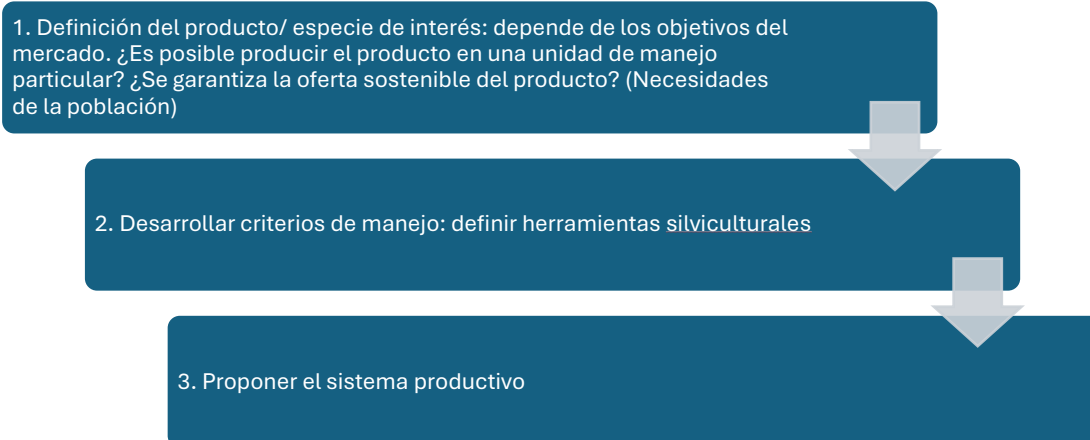 1. Definición del producto/ especie de interés: depende de los objetivos del
mercado. ¿Es posible producir el producto en una unidad de manejo
particular? ¿Se garantiza la oferta sostenible del producto? (Necesidades
de la población)
2. Desarrollar criterios de manejo: definir herramientas silviculturales
3. Proponer el sistema productivo